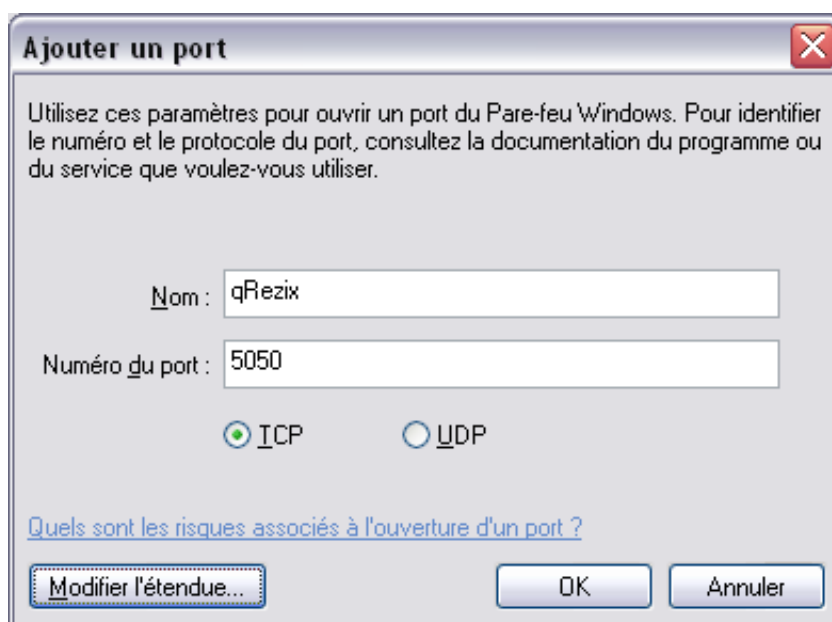 Ajouter un port
Utilisez ces paramètres pour ouvrir un port du Pare-feu Windows. Pour identifier
le numéro et le protocole du port, consultez la documentation du programme ou
du service que voulez-vous utiliser.
Nom : qRezix
Numéro du port : 5050
TCP UDP
Quels sont les risques associés à l'ouverture d'un port ?
Modifier l'étendue... OK Annuler